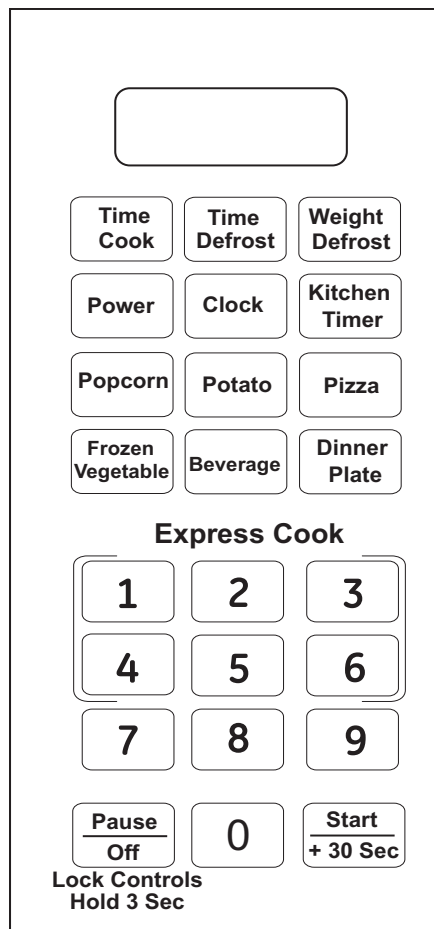 Time
Cook
Time
Defrost
Weight
Defrost
Power
Clock
Kitchen
Timer
Popcorn
Potato
Pizza
Frozen
Vegetable
Beverage
Dinner
Plate
Express Cook
1
2
3
4
5
6
7
8
9
Pause
Off
0
Start
+ 30 Sec
Lock Controls
Hold 3 Sec